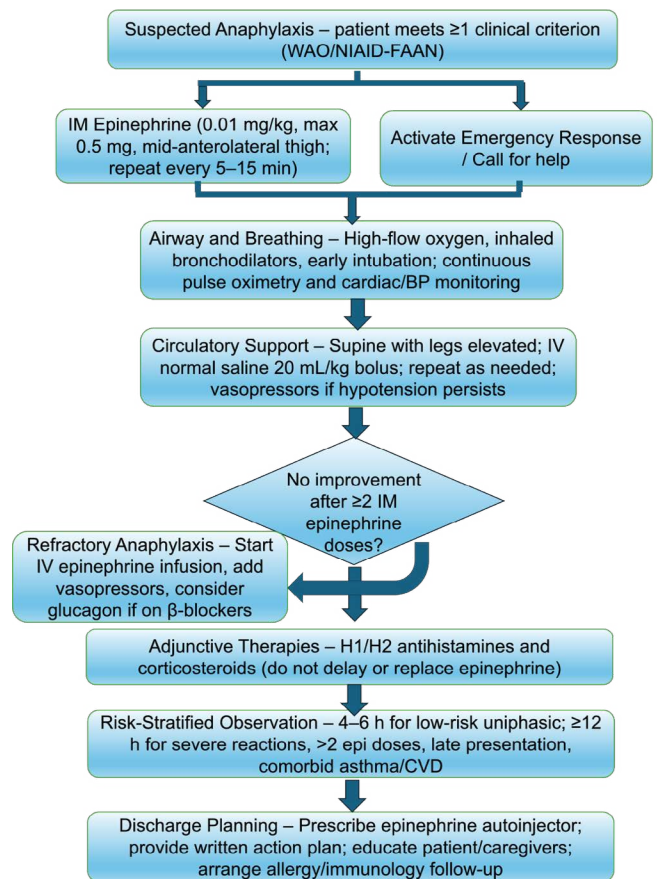 Suspected Anaphylaxis – patient meets ≥1 clinical criterion
(WAO/NIAID-FAAN)
IM Epinephrine (0.01 mg/kg, max
0.5 mg, mid-anterolateral thigh;
repeat every 5–15 min)
Activate Emergency Response
/ Call for help
Airway and Breathing – High-flow oxygen, inhaled
bronchodilators, early intubation; continuous
pulse oximetry and cardiac/BP monitoring
Circulatory Support – Supine with legs elevated; IV
normal saline 20 mL/kg bolus; repeat as needed;
vasopressors if hypotension persists
No improvement
after ≥2 IM
epinephrine
doses?
Refractory Anaphylaxis – Start
IV epinephrine infusion, add
vasopressors, consider
glucagon if on β-blockers
Adjunctive Therapies – H1/H2 antihistamines and
corticosteroids (do not delay or replace epinephrine)
Risk-Stratified Observation – 4–6 h for low-risk uniphasic; ≥12
h for severe reactions, >2 epi doses, late presentation,
comorbid asthma/CVD
Discharge Planning – Prescribe epinephrine autoinjector;
provide written action plan; educate patient/caregivers;
arrange allergy/immunology follow-up